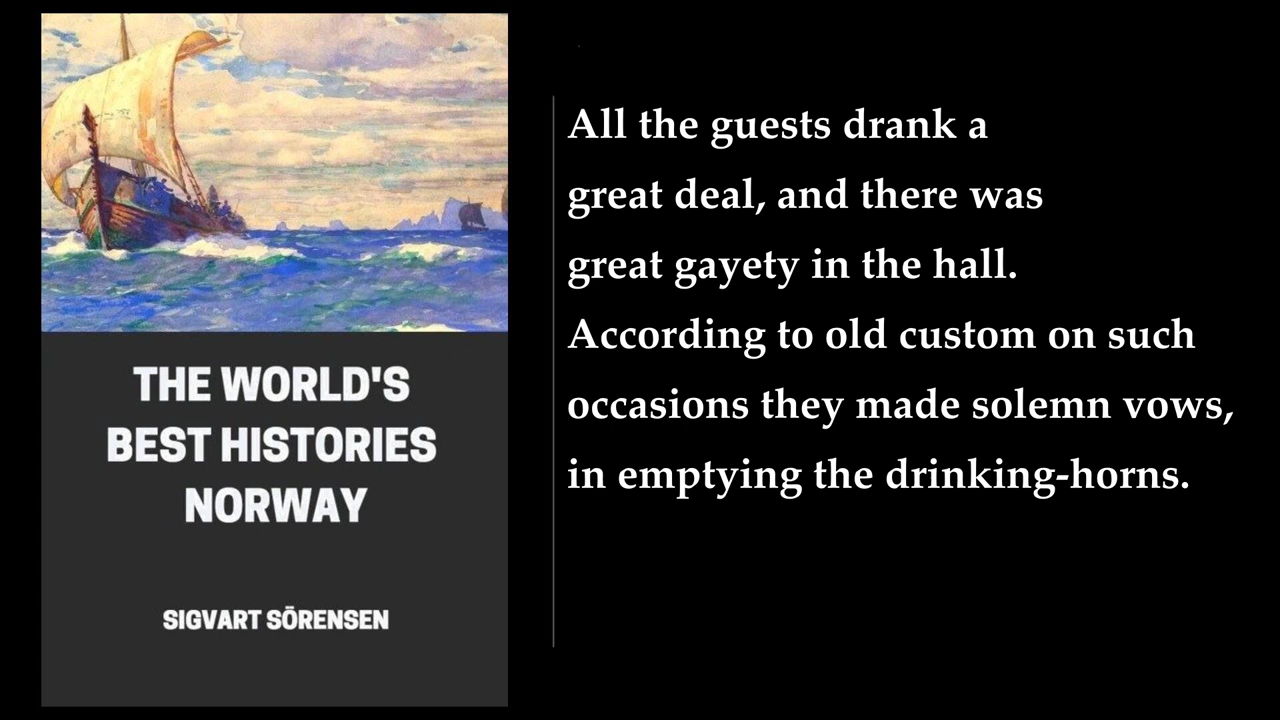 THE WORLD'S
BEST HISTORIES
NORWAY
SIGVART SÖRENSEN
All the guests drank a
great deal, and there was
great gayety in the hall.
According to old custom on such
occasions they made solemn vows,
in emptying the drinking-horns.